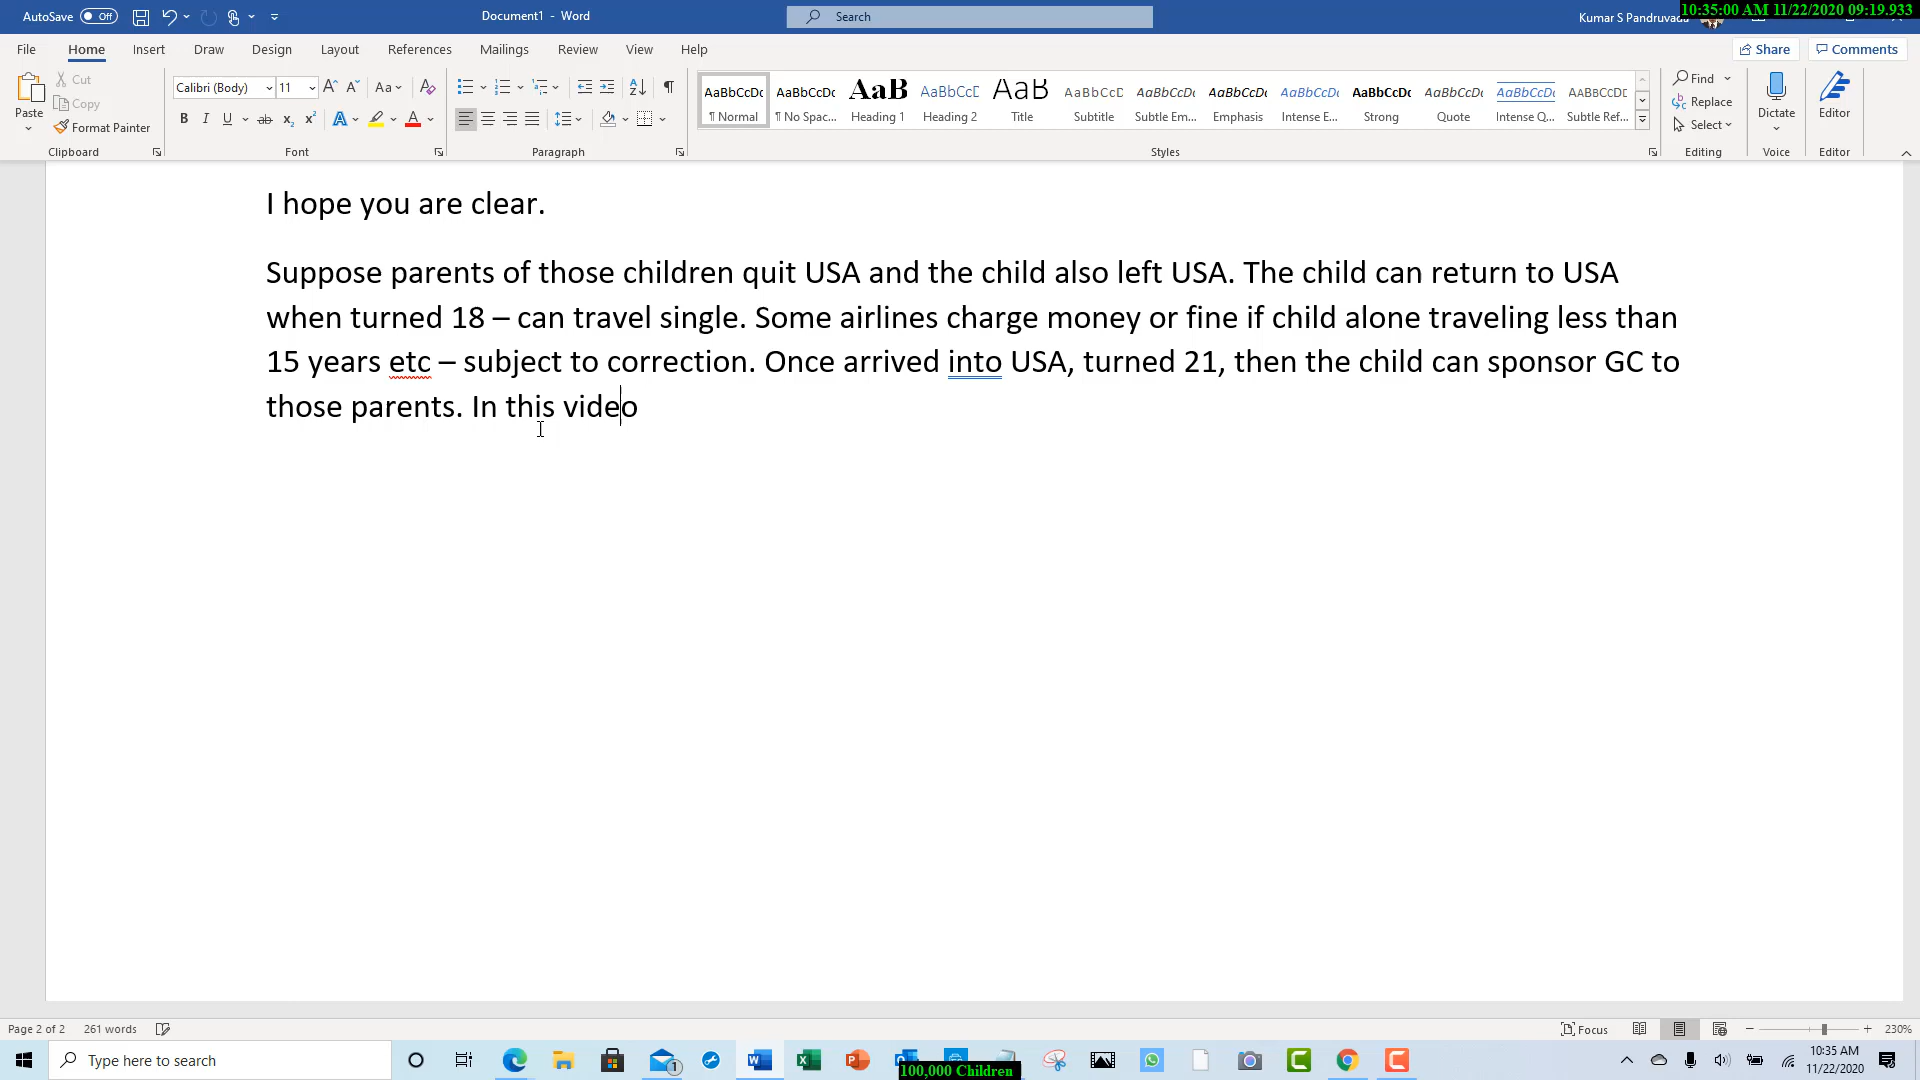 AutoSave Off Document1 - Word Search Kumar S Pandruvada 10:35:00 AM 11/22/2020 09:19.933
File Home Insert Draw Design Layout References Mailings Review View Help Share Comments
Paste Cut Copy Format Painter Clipboard
Calibri (Body) 11 Font
Paragraph
AaBbCcDc ¶ Normal
AaBbCcDc ¶ No Spac...
AaB Heading 1
AaBbCcC Heading 2
AaB Title
AaBbCcC Subtitle
AaBbCcDc Subtle Em...
AaBbCcDc Emphasis
AaBbCcDc Intense E...
AaBbCcDc Strong
AaBbCcDc Quote
AaBbCcDc Intense Q...
AABBCCDC Subtle Ref...
Styles
Find Replace Select Editing
Dictate Voice
Editor Editor
I hope you are clear.
Suppose parents of those children quit USA and the child also left USA. The child can return to USA
when turned 18 – can travel single. Some airlines charge money or fine if child alone traveling less than
15 years etc – subject to correction. Once arrived into USA, turned 21, then the child can sponsor GC to
those parents. In this video
Page 2 of 2 261 words Focus 230%
Type here to search 10:35 AM
11/22/2020
100,000 Children